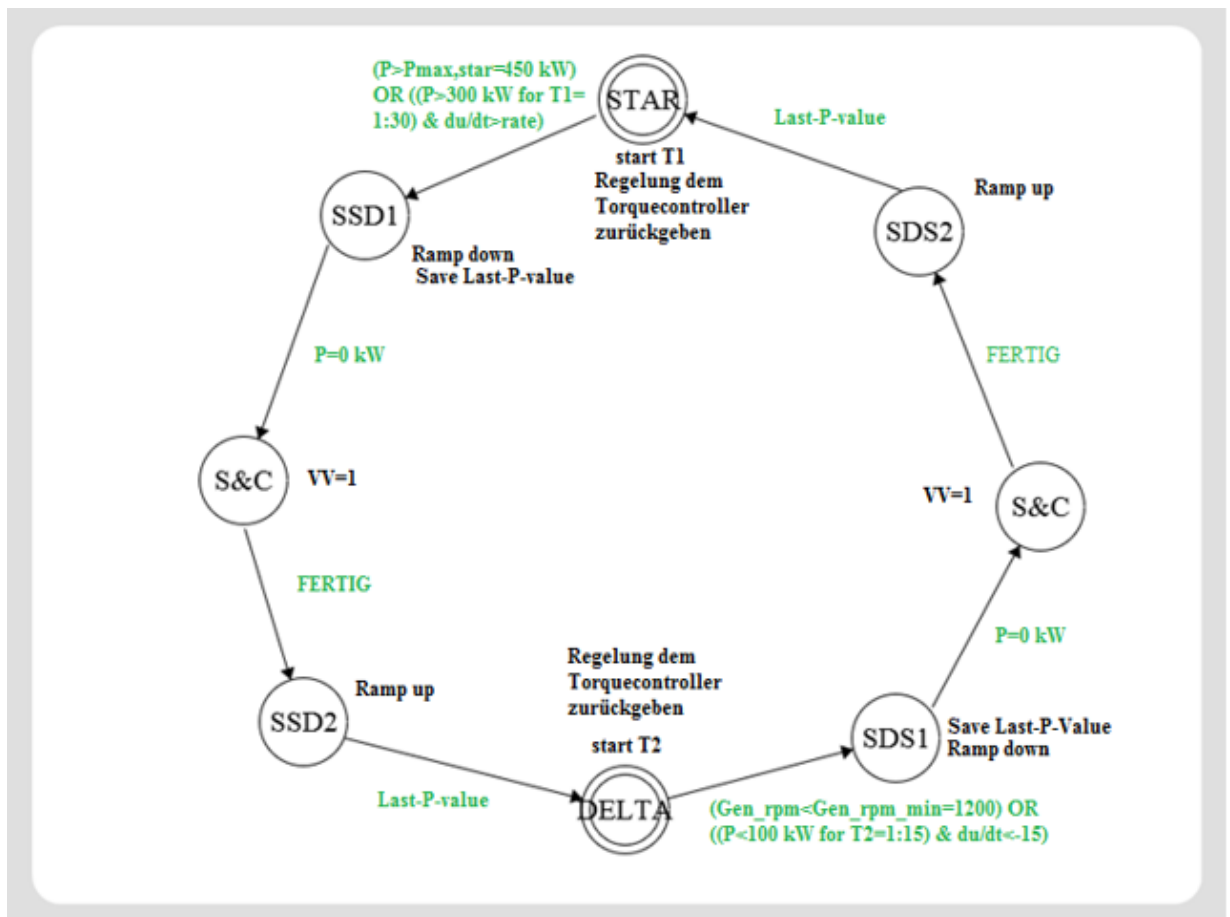 (P>Pmax,star=450 kW)
OR ((P>300 kW for T1=
1:30) & du/dt>rate)
STAR
Last-P-value
start T1
Regelung dem
Torquecontroller
zurückgeben
Ramp up
SSD1
SDS2
Ramp down
Save Last-P-value
P=0 kW
FERTIG
S&C
VV=1
VV=1
S&C
FERTIG
P=0 kW
Regelung dem
Torquecontroller
zurückgeben
start T2
Ramp up
SSD2
SDS1
Save Last-P-Value
Ramp down
Last-P-value
DELTA
(Gen_rpm<Gen_rpm_min=1200) OR
((P<100 kW for T2=1:15) & du/dt<-15)